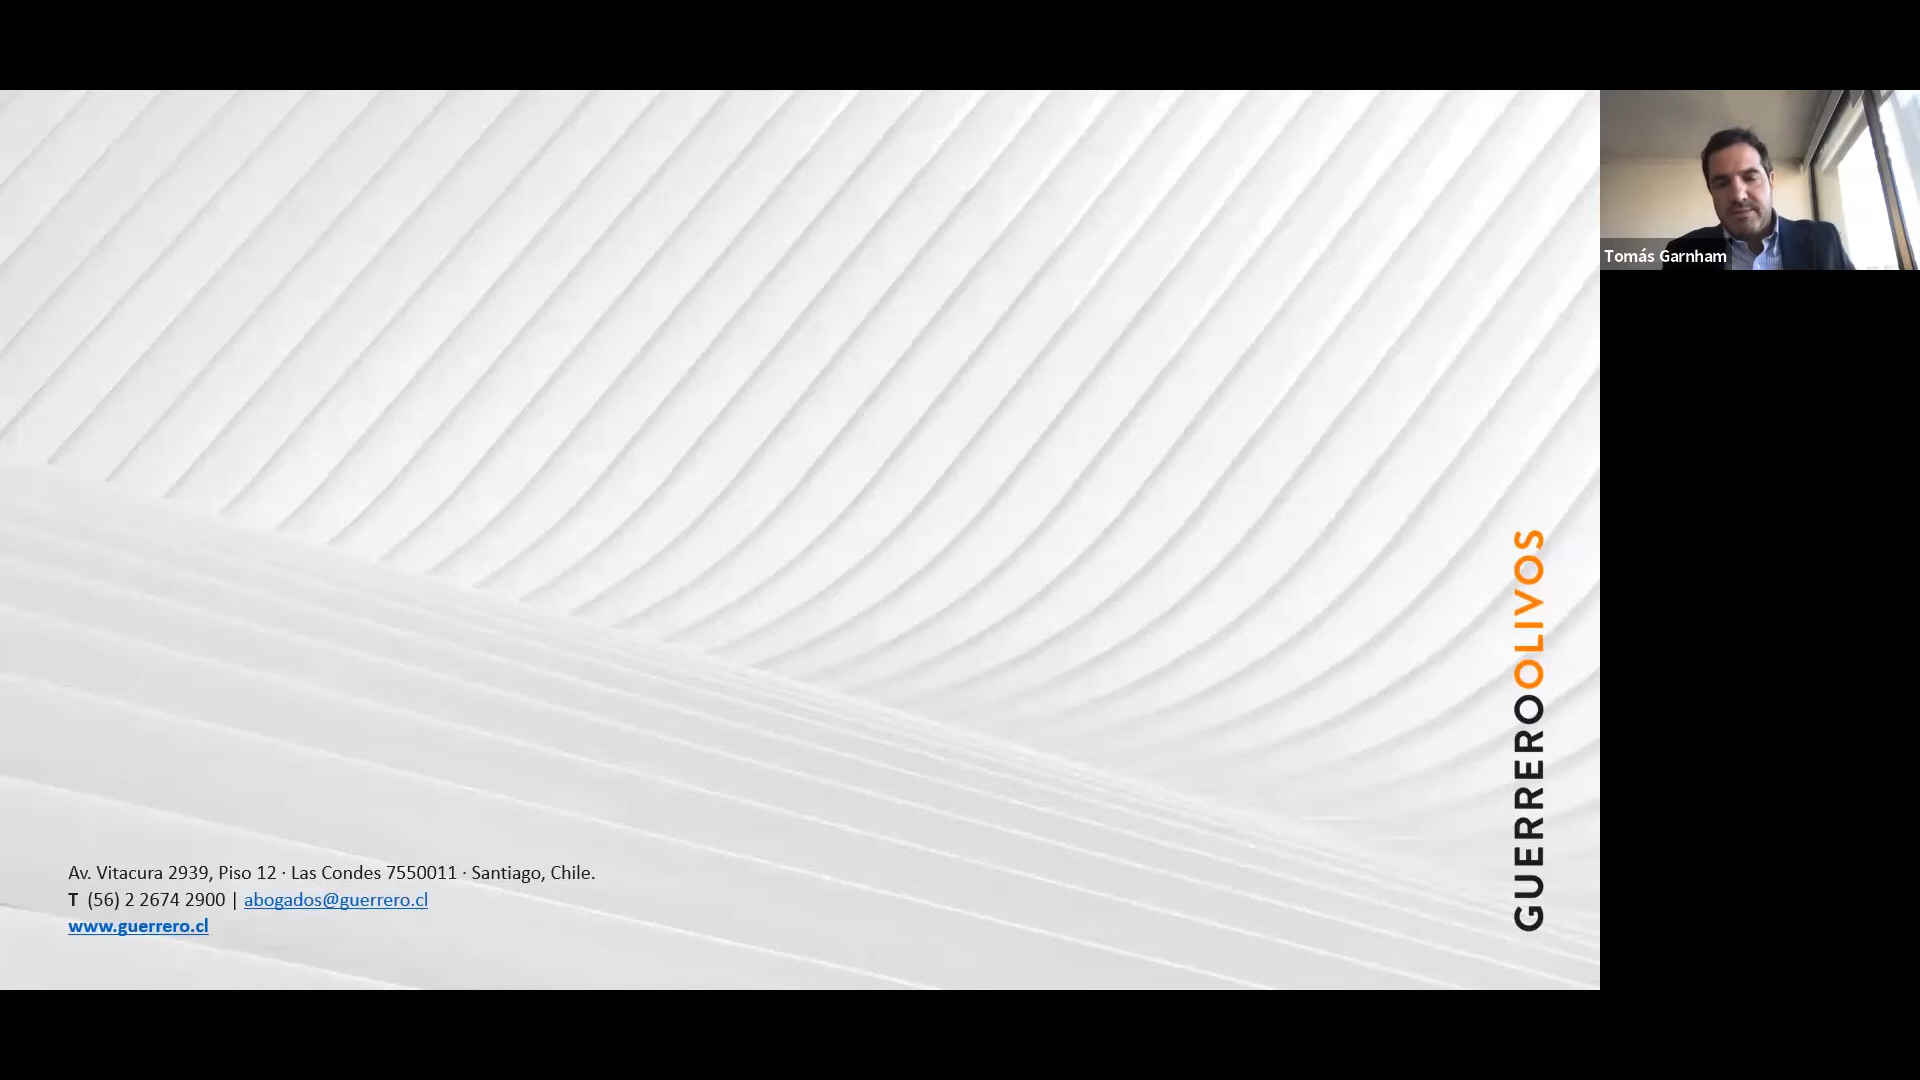 Tomás Garnham
GUERREROOLIVOS
Av. Vitacura 2939, Piso 12 · Las Condes 7550011 · Santiago, Chile.
T (56) 2 2674 2900 | abogados@guerrero.cl
www.guerrero.cl